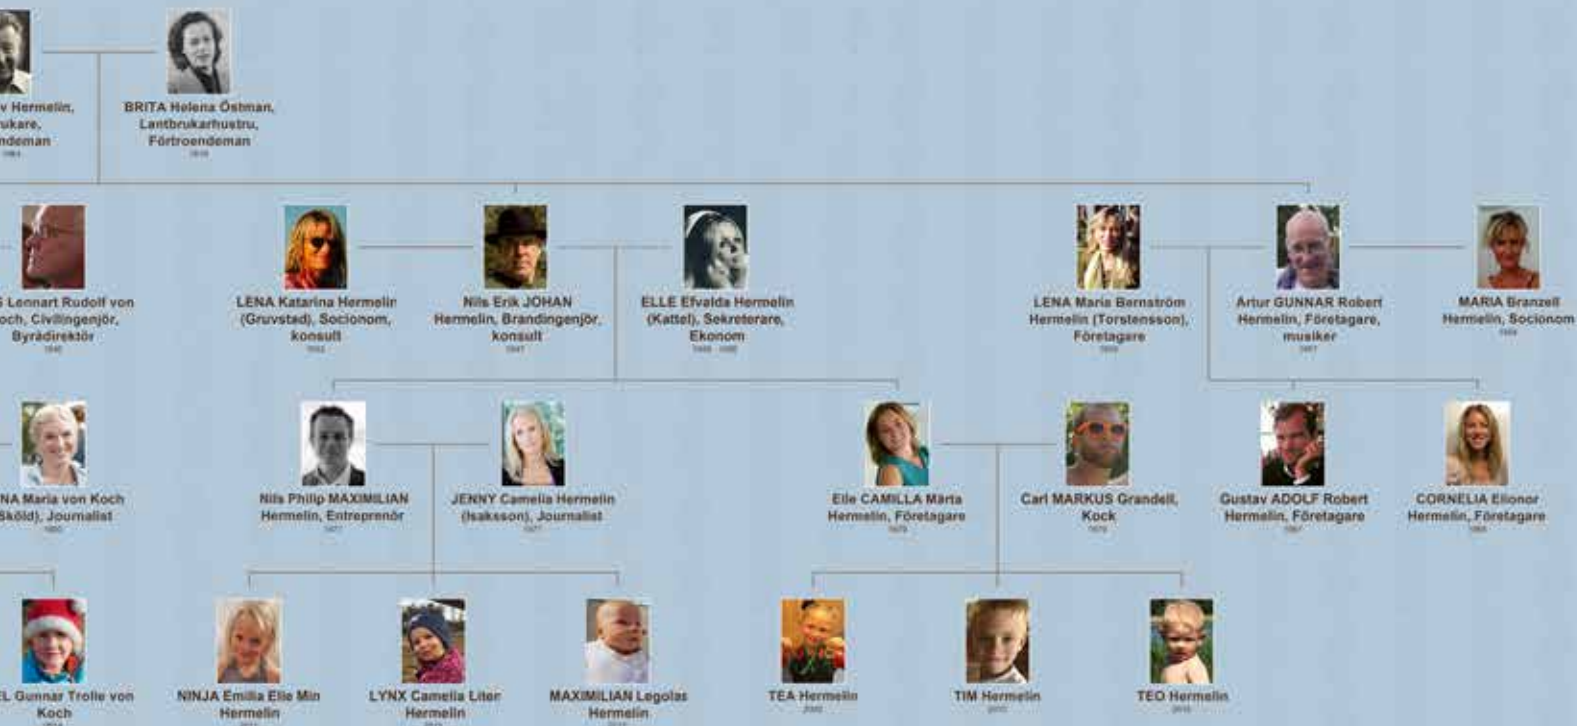 v Hermelin,
ukare,
ndeman
BRITA Helena Östman,
Lantbrukarhustru,
Förtroendeman
S Lennart Rudolf von
och, Civilingenjör,
Byrådirektör
LENA Katarina Hermelin
(Gruvstad), Socionom,
konsult
Nils Erik JOHAN
Hermelin, Brandingenjör,
konsult
ELLE Efvalda Hermelin
(Kattel), Sekreterare,
Ekonom
LENA Maria Bernström
Hermelin (Torstensson),
Företagare
Artur GUNNAR Robert
Hermelin, Företagare,
musiker
MARIA Branzell
Hermelin, Socionom
NA Maria von Koch
Sköld), Journalist
Nils Philip MAXIMILIAN
Hermelin, Entreprenör
JENNY Camelia Hermelin
(Isaksson), Journalist
Elle CAMILLA Märta
Hermelin, Företagare
Carl MARKUS Grandell,
Kock
Gustav ADOLF Robert
Hermelin, Företagare
CORNELIA Elionor
Hermelin, Företagare
EL Gunnar Trolle von
Koch
NINJA Emilia Elle Min
Hermelin
LYNX Camelia Liten
Hermelin
MAXIMILIAN Legolas
Hermelin
TEA Hermelin
TIM Hermelin
TEO Hermelin